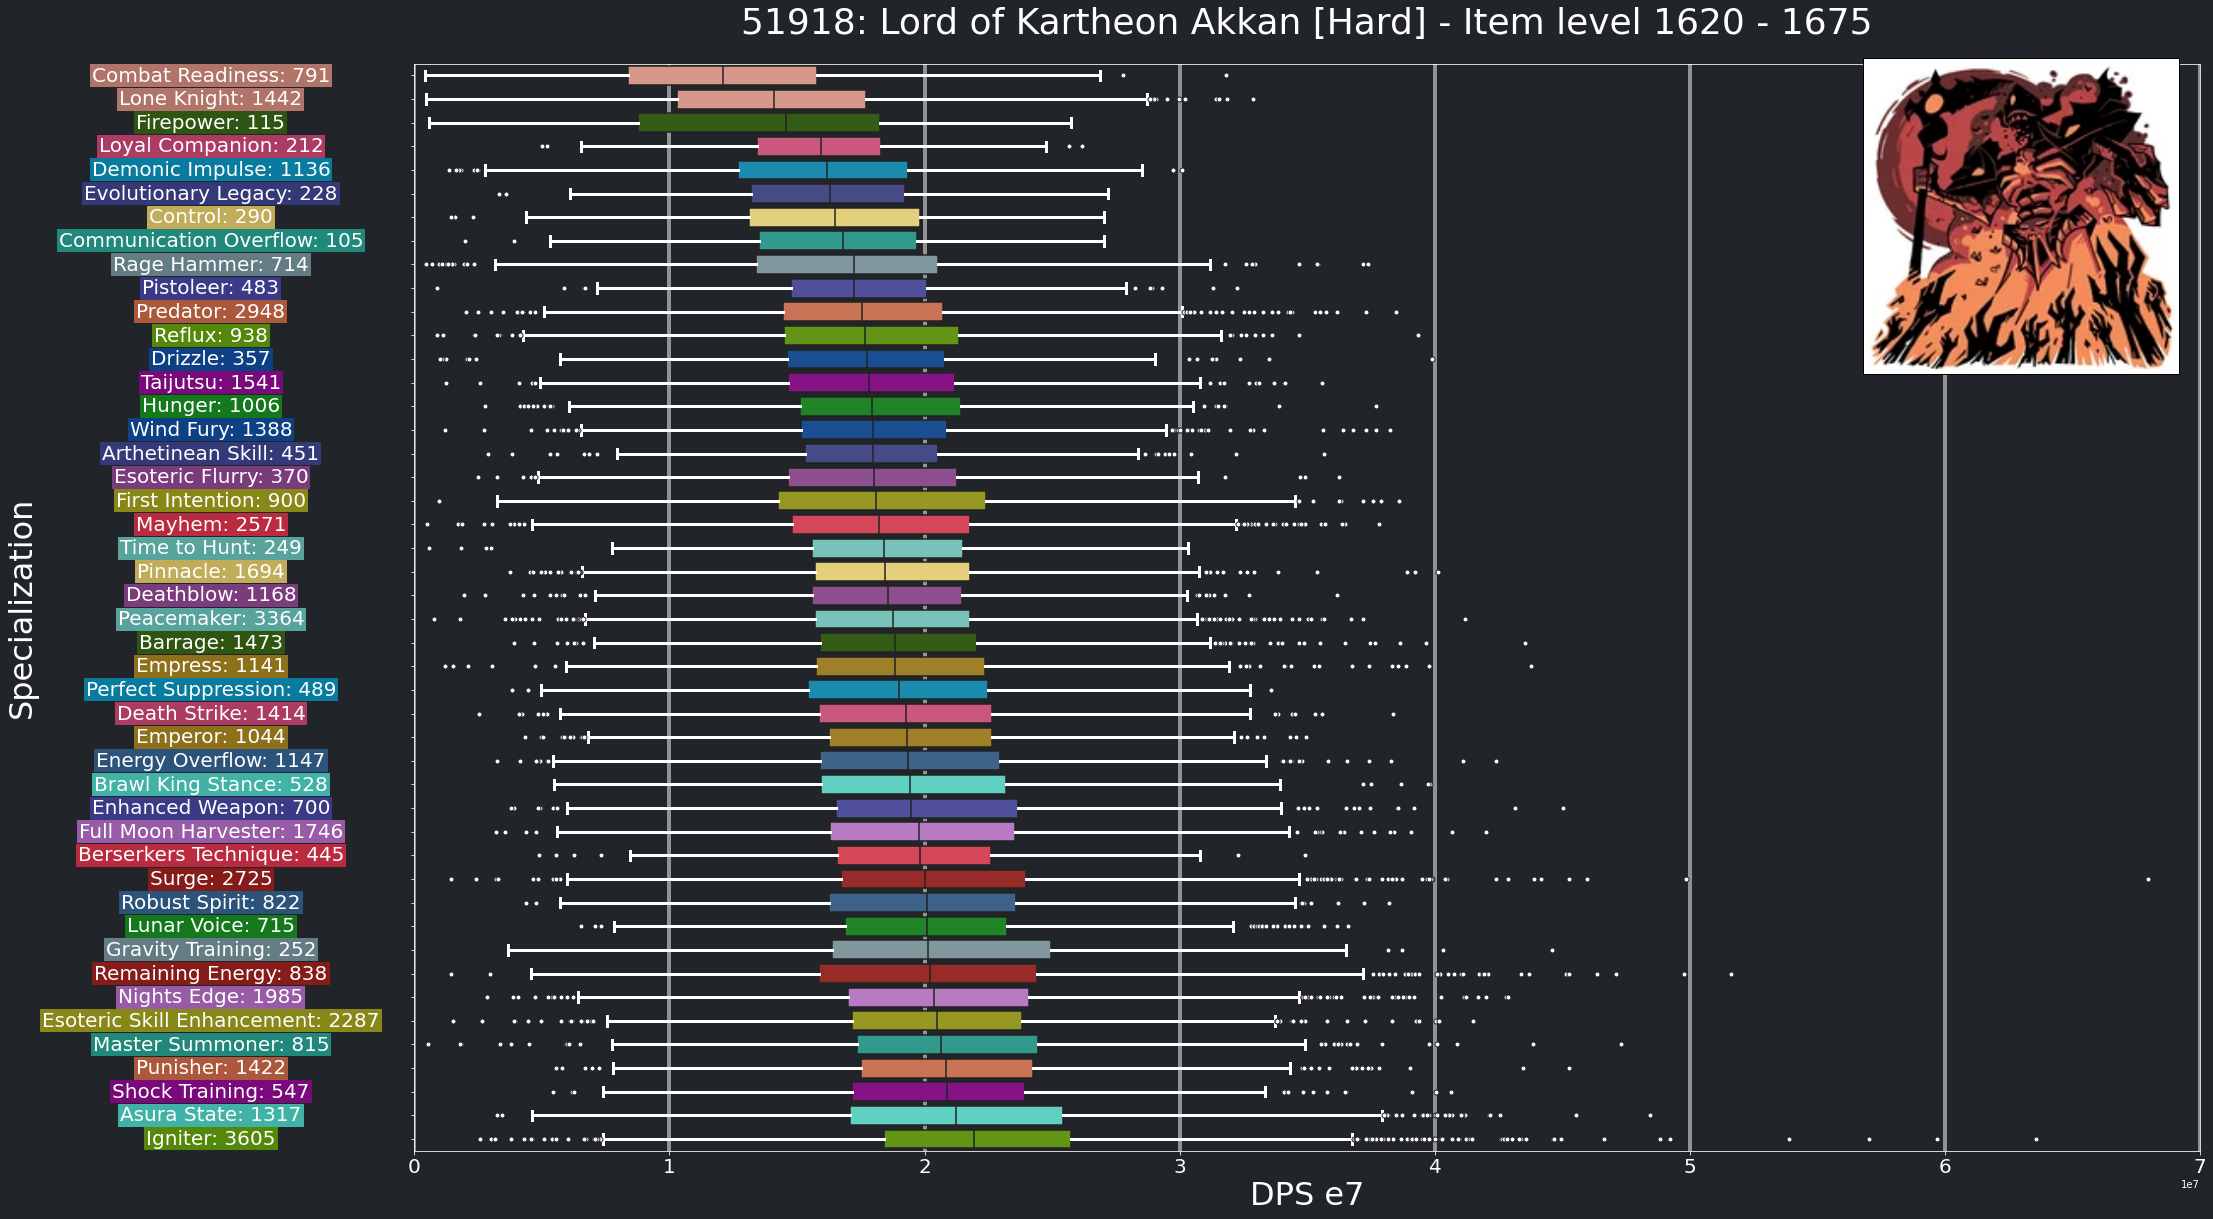 51918: Lord of Kartheon Akkan [Hard] - Item level 1620 - 1675
Specialization
Combat Readiness: 791
Lone Knight: 1442
Firepower: 115
Loyal Companion: 212
Demonic Impulse: 1136
Evolutionary Legacy: 228
Control: 290
Communication Overflow: 105
Rage Hammer: 714
Pistoleer: 483
Predator: 2948
Reflux: 938
Drizzle: 357
Taijutsu: 1541
Hunger: 1006
Wind Fury: 1388
Arthetinean Skill: 451
Esoteric Flurry: 370
First Intention: 900
Mayhem: 2571
Time to Hunt: 249
Pinnacle: 1694
Deathblow: 1168
Peacemaker: 3364
Barrage: 1473
Empress: 1141
Perfect Suppression: 489
Death Strike: 1414
Emperor: 1044
Energy Overflow: 1147
Brawl King Stance: 528
Enhanced Weapon: 700
Full Moon Harvester: 1746
Berserkers Technique: 445
Surge: 2725
Robust Spirit: 822
Lunar Voice: 715
Gravity Training: 252
Remaining Energy: 838
Nights Edge: 1985
Esoteric Skill Enhancement: 2287
Master Summoner: 815
Punisher: 1422
Shock Training: 547
Asura State: 1317
Igniter: 3605
0 1 2 3 4 5 6 7
DPS e7
1e7